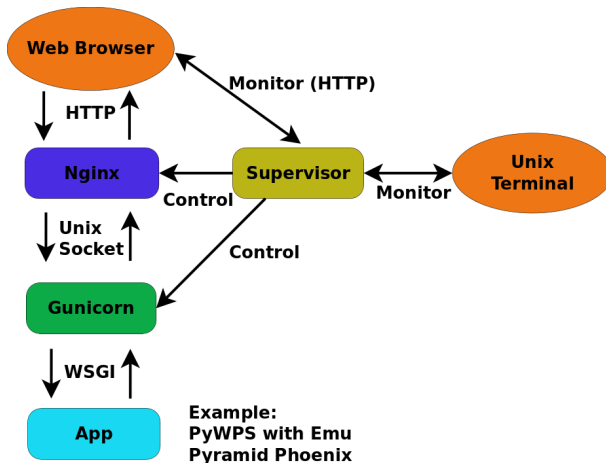 Web Browser
Monitor (HTTP)
HTTP
Nginx
Supervisor
Unix
Terminal
Control
Monitor
Unix
Socket
Control
Gunicorn
WSGI
App
Example:
PyWPS with Emu
Pyramid Phoenix